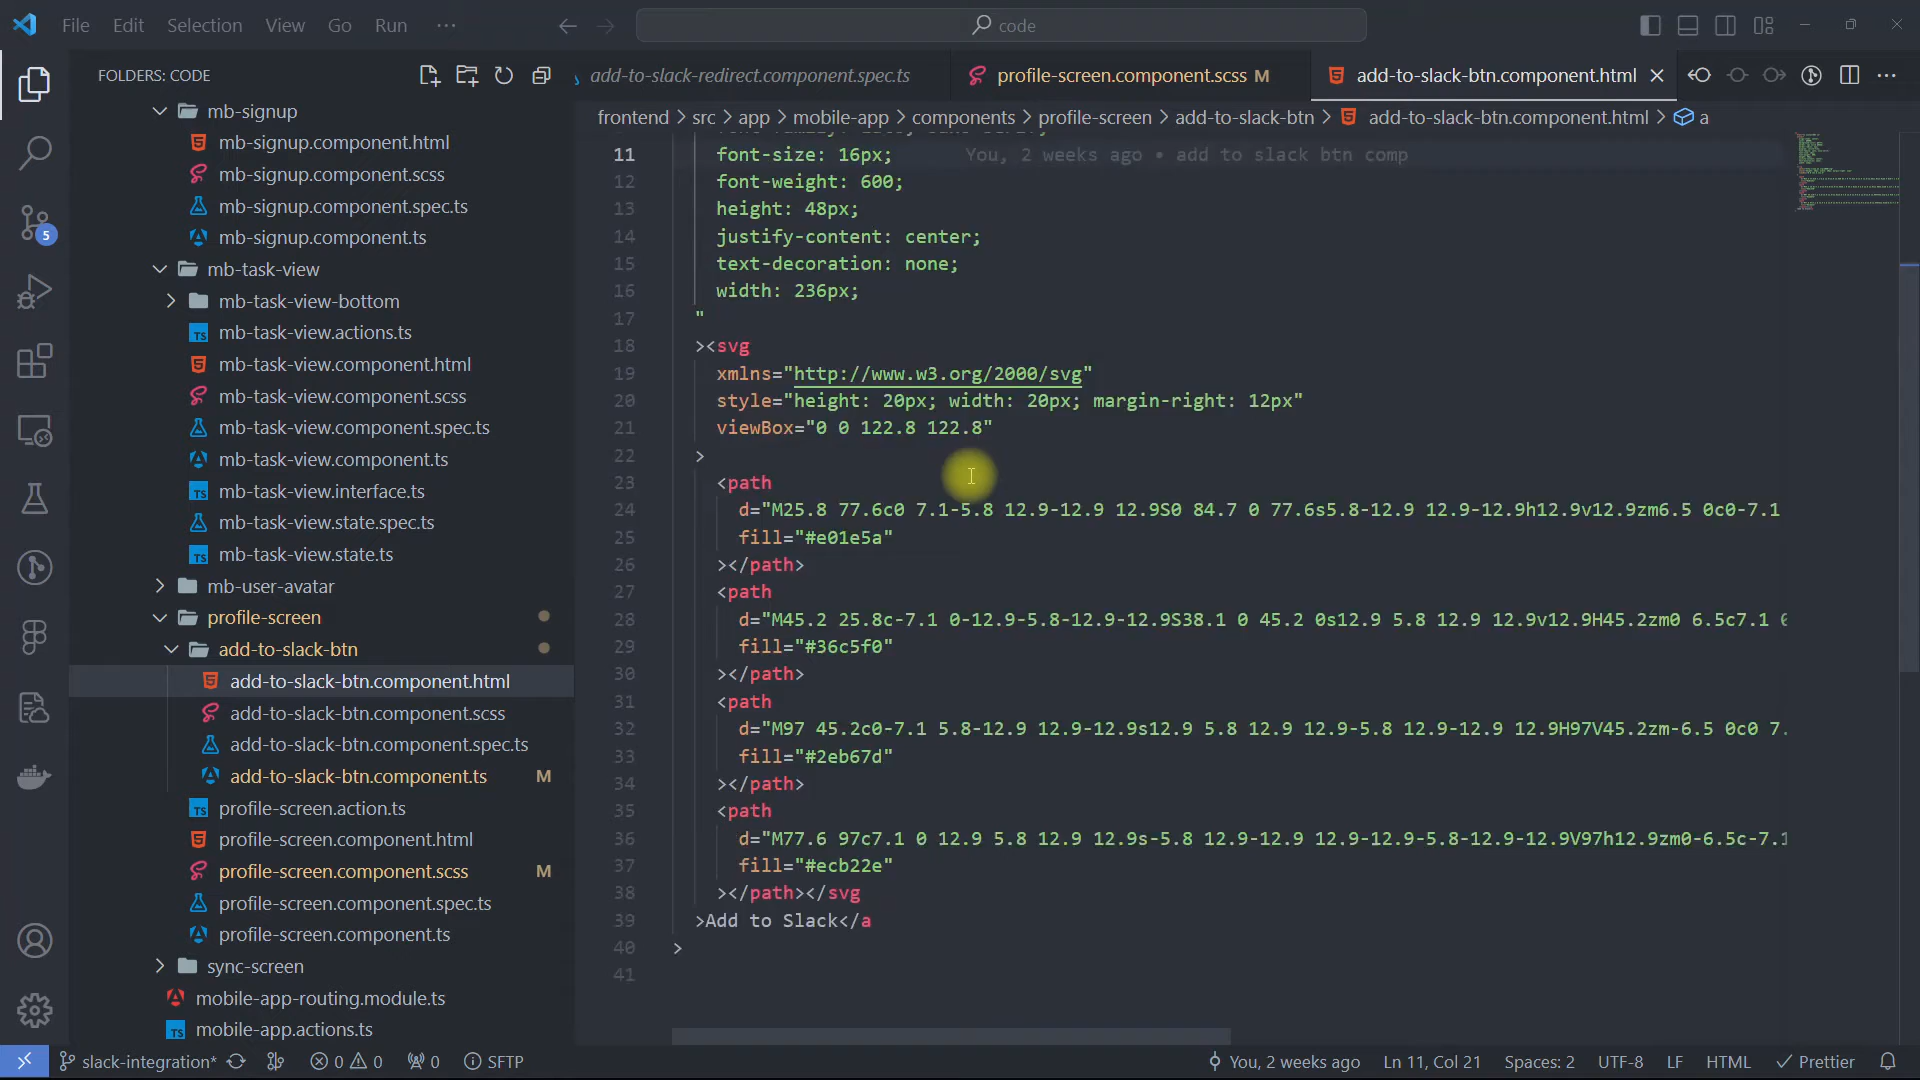 File Edit Selection View Go Run ···
code
FOLDERS: CODE
mb-signup
mb-signup.component.html
mb-signup.component.scss
mb-signup.component.spec.ts
mb-signup.component.ts
mb-task-view
mb-task-view-bottom
mb-task-view.actions.ts
mb-task-view.component.html
mb-task-view.component.scss
mb-task-view.component.spec.ts
mb-task-view.component.ts
mb-task-view.interface.ts
mb-task-view.state.spec.ts
mb-task-view.state.ts
mb-user-avatar
profile-screen
add-to-slack-btn
add-to-slack-btn.component.html
add-to-slack-btn.component.scss
add-to-slack-btn.component.spec.ts
add-to-slack-btn.component.ts M
profile-screen.action.ts
profile-screen.component.html
profile-screen.component.scss M
profile-screen.component.spec.ts
profile-screen.component.ts
sync-screen
mobile-app-routing.module.ts
mobile-app.actions.ts
5
add-to-slack-redirect.component.spec.ts
profile-screen.component.scss M
add-to-slack-btn.component.html
frontend > src > app > mobile-app > components > profile-screen > add-to-slack-btn > add-to-slack-btn.component.html > a
11 font-size: 16px; You, 2 weeks ago • add to slack btn comp
12 font-weight: 600;
13 height: 48px;
14 justify-content: center;
15 text-decoration: none;
16 width: 236px;
17 "
18 ><svg
19 xmlns="http://www.w3.org/2000/svg"
20 style="height: 20px; width: 20px; margin-right: 12px"
21 viewBox="0 0 122.8 122.8"
22 >
23 <path
24 d="M25.8 77.6c0 7.1-5.8 12.9-12.9 12.9S0 84.7 0 77.6s5.8-12.9 12.9-12.9h12.9v12.9zm6.5 0c0-7.1
25 fill="#e01e5a"
26 ></path>
27 <path
28 d="M45.2 25.8c-7.1 0-12.9-5.8-12.9-12.9S38.1 0 45.2 0s12.9 5.8 12.9 12.9v12.9H45.2zm0 6.5c7.1
29 fill="#36c5f0"
30 ></path>
31 <path
32 d="M97 45.2c0-7.1 5.8-12.9 12.9-12.9s12.9 5.8 12.9 12.9-5.8 12.9-12.9 12.9H97V45.2zm-6.5 0c0 7.
33 fill="#2eb67d"
34 ></path>
35 <path
36 d="M77.6 97c7.1 0 12.9 5.8 12.9 12.9s-5.8 12.9-12.9 12.9-12.9-5.8-12.9-12.9V97h12.9zm0-6.5c-7.1
37 fill="#ecb22e"
38 ></path></svg
39 >Add to Slack</a
40 >
41
slack-integration* 0 0 0 SFTP You, 2 weeks ago Ln 11, Col 21 Spaces: 2 UTF-8 LF HTML Prettier